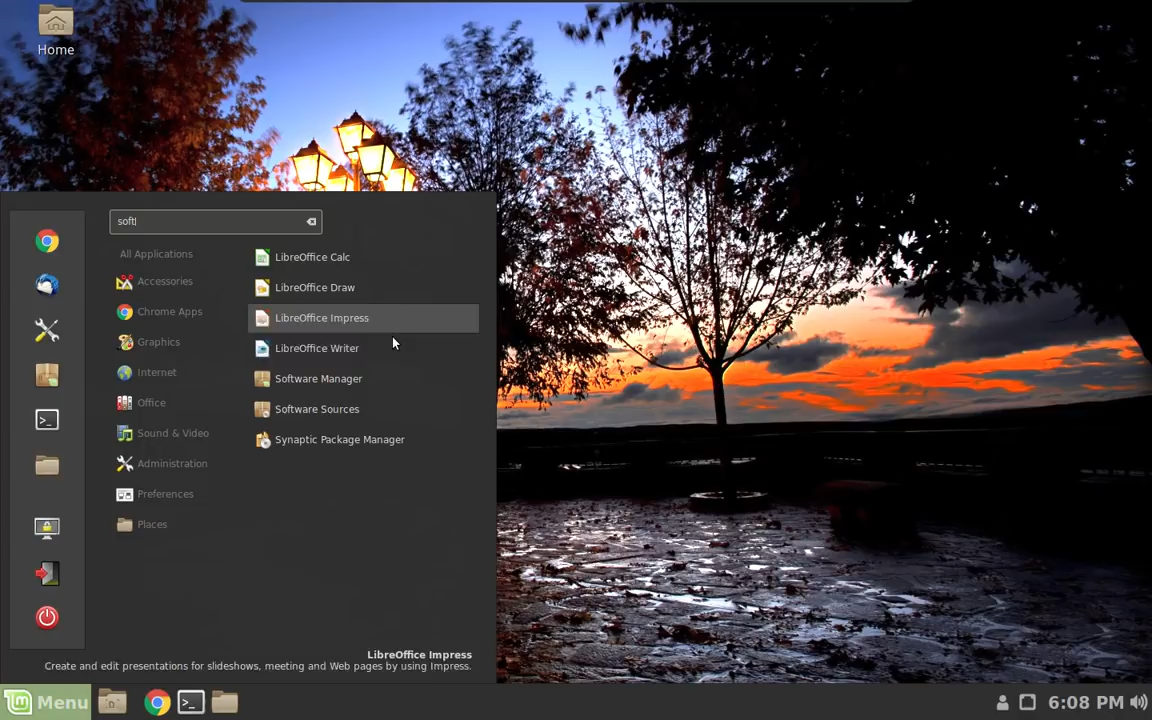 Home
soft
All Applications
Accessories
Chrome Apps
Graphics
Internet
Office
Sound & Video
Administration
Preferences
Places
LibreOffice Calc
LibreOffice Draw
LibreOffice Impress
LibreOffice Writer
Software Manager
Software Sources
Synaptic Package Manager
LibreOffice Impress
Create and edit presentations for slideshows, meeting and Web pages by using Impress.
Menu
6:08 PM